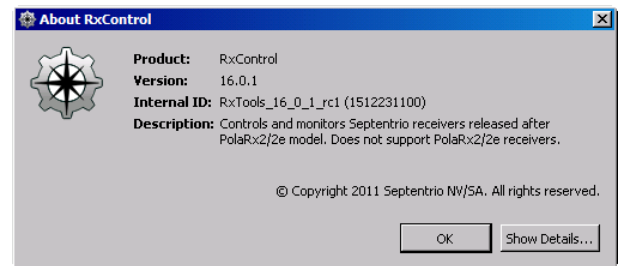 About RxControl
Product: RxControl
Version: 16.0.1
Internal ID: RxTools_16_0_1_rc1 (1512231100)
Description: Controls and monitors Septentrio receivers released after
PolaRx2/2e model. Does not support PolaRx2/2e receivers.
© Copyright 2011 Septentrio NV/SA. All rights reserved.
OK
Show Details...